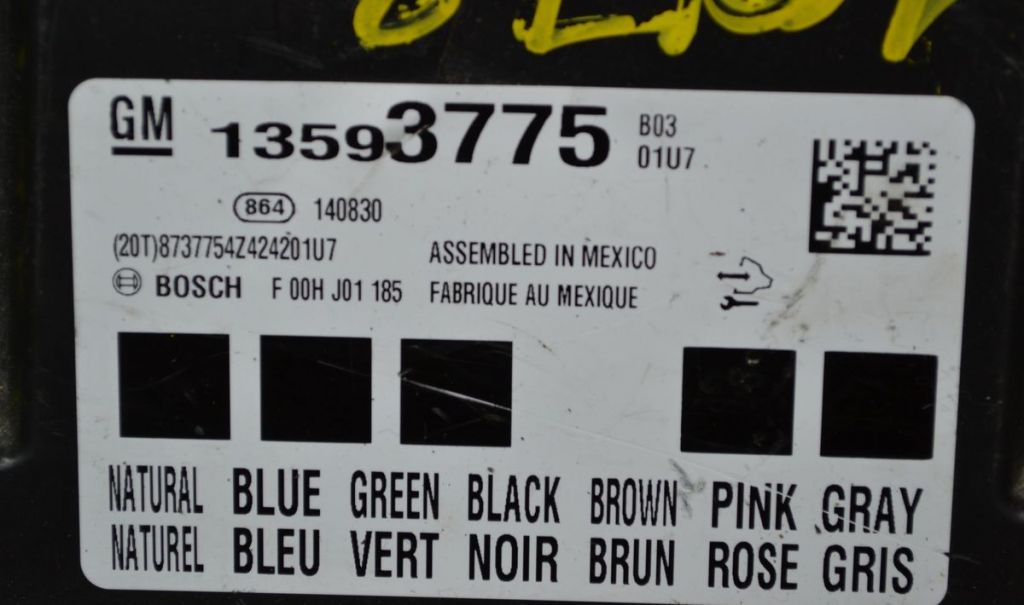 GM 13593775 B03
01U7
864 140830
(20T)8737754Z424201U7 ASSEMBLED IN MEXICO
BOSCH F 00H J01 185 FABRIQUE AU MEXIQUE
NATURAL BLUE GREEN BLACK BROWN PINK GRAY
NATUREL BLEU VERT NOIR BRUN ROSE GRIS